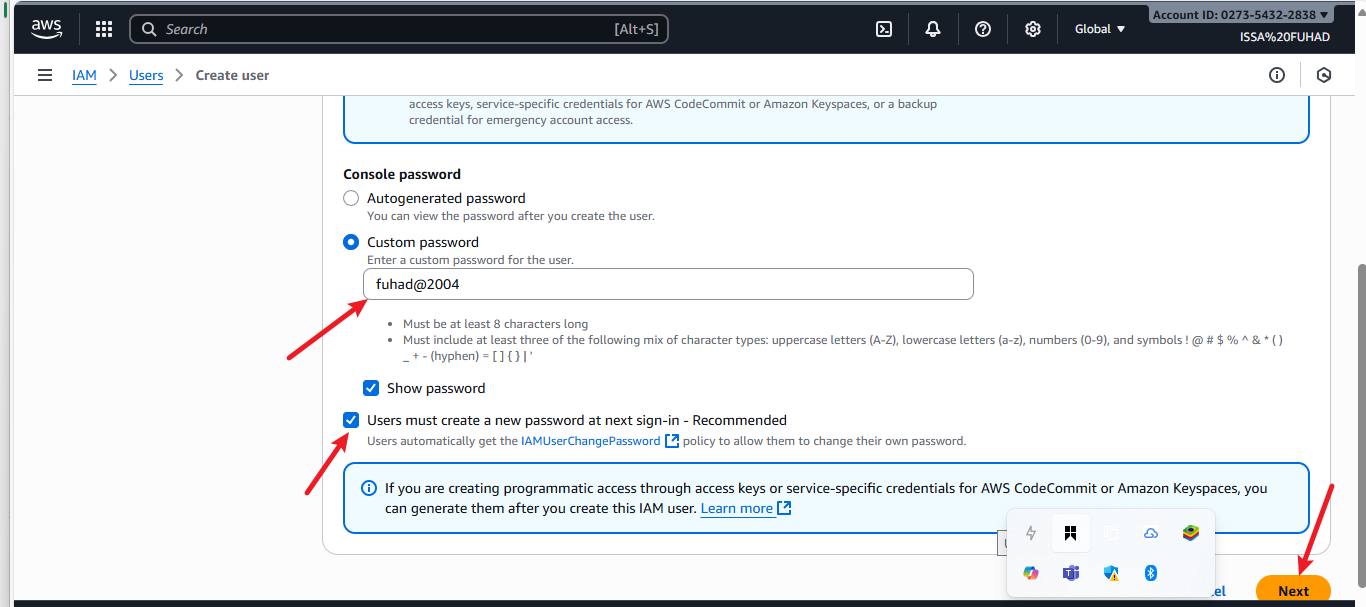 aws
Search
[Alt+S]
Global
Account ID: 0273-5432-2838
ISSA%20FUHAD
IAM
Users
Create user
access keys, service-specific credentials for AWS CodeCommit or Amazon Keyspaces, or a backup
credential for emergency account access.
Console password
Autogenerated password
You can view the password after you create the user.
Custom password
Enter a custom password for the user.
fuhad@2004
• Must be at least 8 characters long
• Must include at least three of the following mix of character types: uppercase letters (A-Z), lowercase letters (a-z), numbers (0-9), and symbols ! @ # $ % ^ & * ( )
_ + - (hyphen) = [ ] { } | '
Show password
Users must create a new password at next sign-in - Recommended
Users automatically get the IAMUserChangePassword policy to allow them to change their own password.
If you are creating programmatic access through access keys or service-specific credentials for AWS CodeCommit or Amazon Keyspaces, you
can generate them after you create this IAM user. Learn more
Next